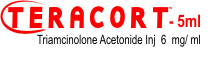 TERACORT™- 5ml
Triamcinolone Acetonide Inj 6 mg/ ml